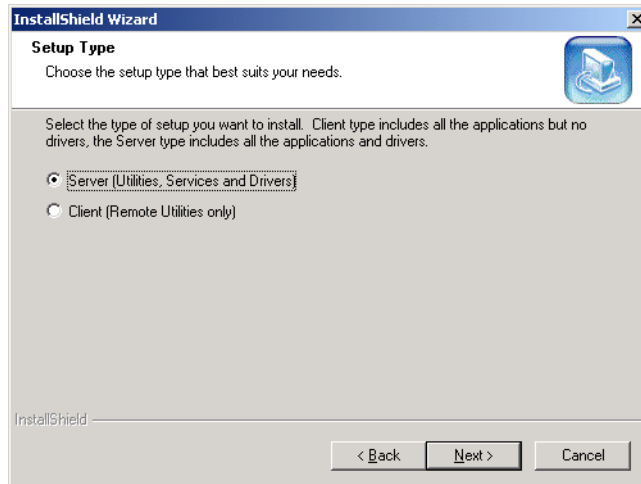 InstallShield Wizard
Setup Type
Choose the setup type that best suits your needs.
Select the type of setup you want to install. Client type includes all the applications but no
drivers, the Server type includes all the applications and drivers.
Server (Utilities, Services and Drivers)
Client (Remote Utilities only)
InstallShield
< Back Next > Cancel